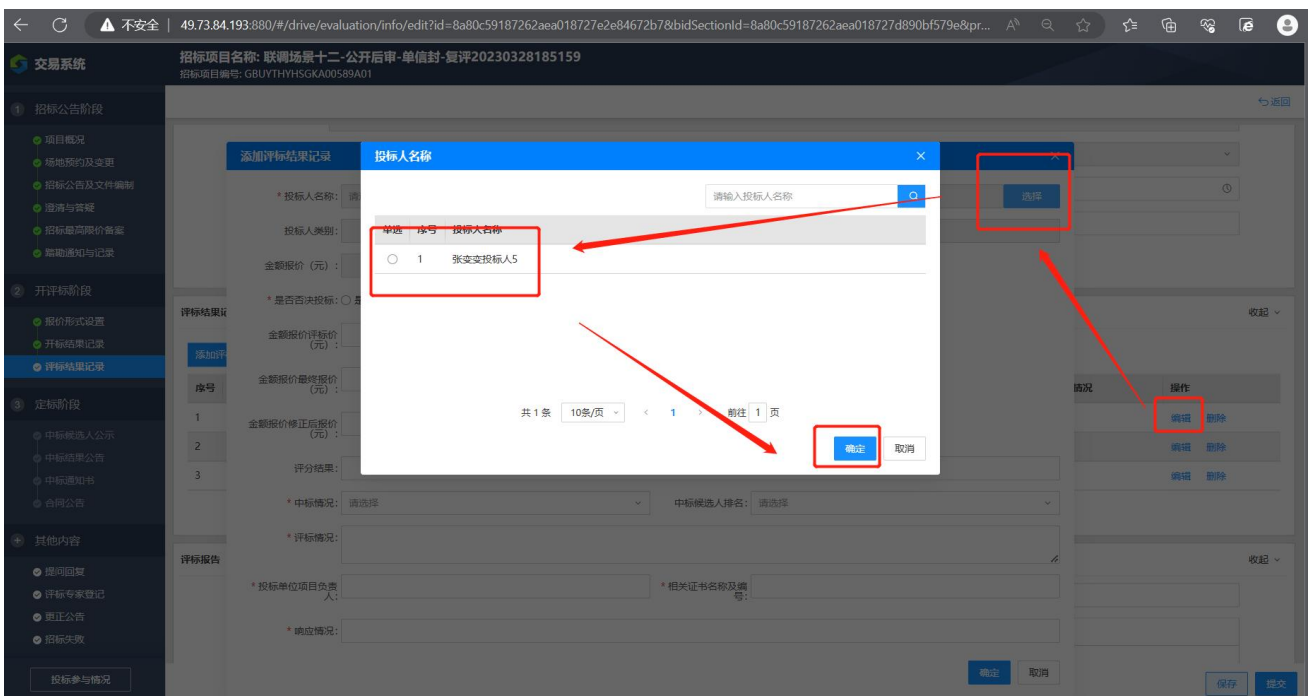 不安全 49.73.84.193:880/#/drive/evaluation/info/edit?id=8a80c59187262aea018727e2e84672b7&bidSectionId=8a80c59187262aea018727d890bf579e&pr...
交易系统
招标项目名称: 联调场景十二-公开后审-单信封-复评20230328185159
招标项目编号: GBUYTHYHSGKA00589A01
1 招标公告阶段
返回
项目概况
场地预约及变更
招标公告及文件编制
澄清与答疑
招标最高限价备案
踏勘通知与记录
2 开评标阶段
报价形式设置
开标结果记录
评标结果记录
3 定标阶段
中标候选人公示
中标结果公告
中标通知书
合同公告
其他内容
提问回复
评标专家登记
更正公告
招标失败
投标参与情况
添加评标结果记录
投标人名称
请输入投标人名称
* 投标人名称: 请
选择
投标人类别:
单选 序号 投标人名称
1 张变变投标人5
金额报价（元）:
* 是否否决投标:
评标结果记
收起
金额报价评标价（元）:
添加评
金额报价最终报价（元）:
序号
情况 操作
共 1 条 10条/页 1 前往 1 页
1
编辑 删除
金额报价修正后报价（元）:
确定 取消
2
编辑 删除
3
编辑 删除
评分结果:
* 中标情况: 请选择
中标候选人排名: 请选择
* 评标情况:
评标报告
收起
* 投标单位项目负责人:
* 相关证书名称及编号:
* 响应情况:
确定 取消
保存 提交